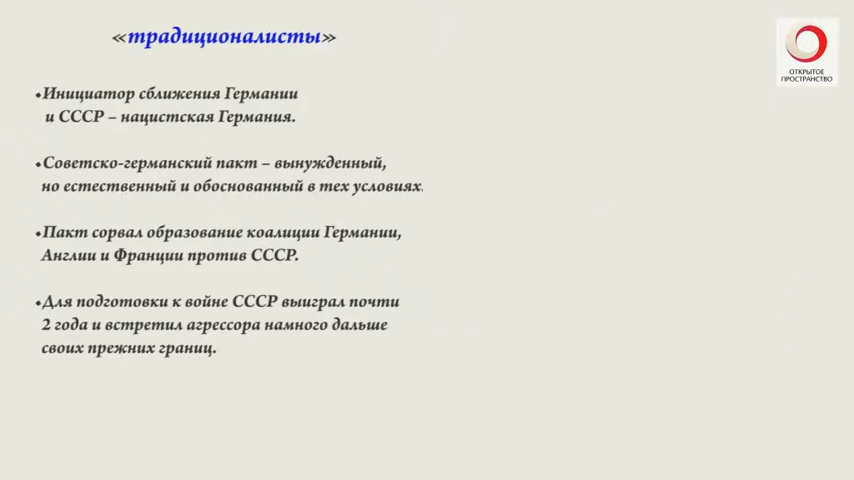 «традиционалисты»
•Инициатор сближения Германии
и СССР – нацистская Германия.
•Советско-германский пакт – вынужденный,
но естественный и обоснованный в тех условиях.
•Пакт сорвал образование коалиции Германии,
Англии и Франции против СССР.
•Для подготовки к войне СССР выиграл почти
2 года и встретил агрессора намного дальше
своих прежних границ.
ОТКРЫТОЕ
ПРОСТРАНСТВО